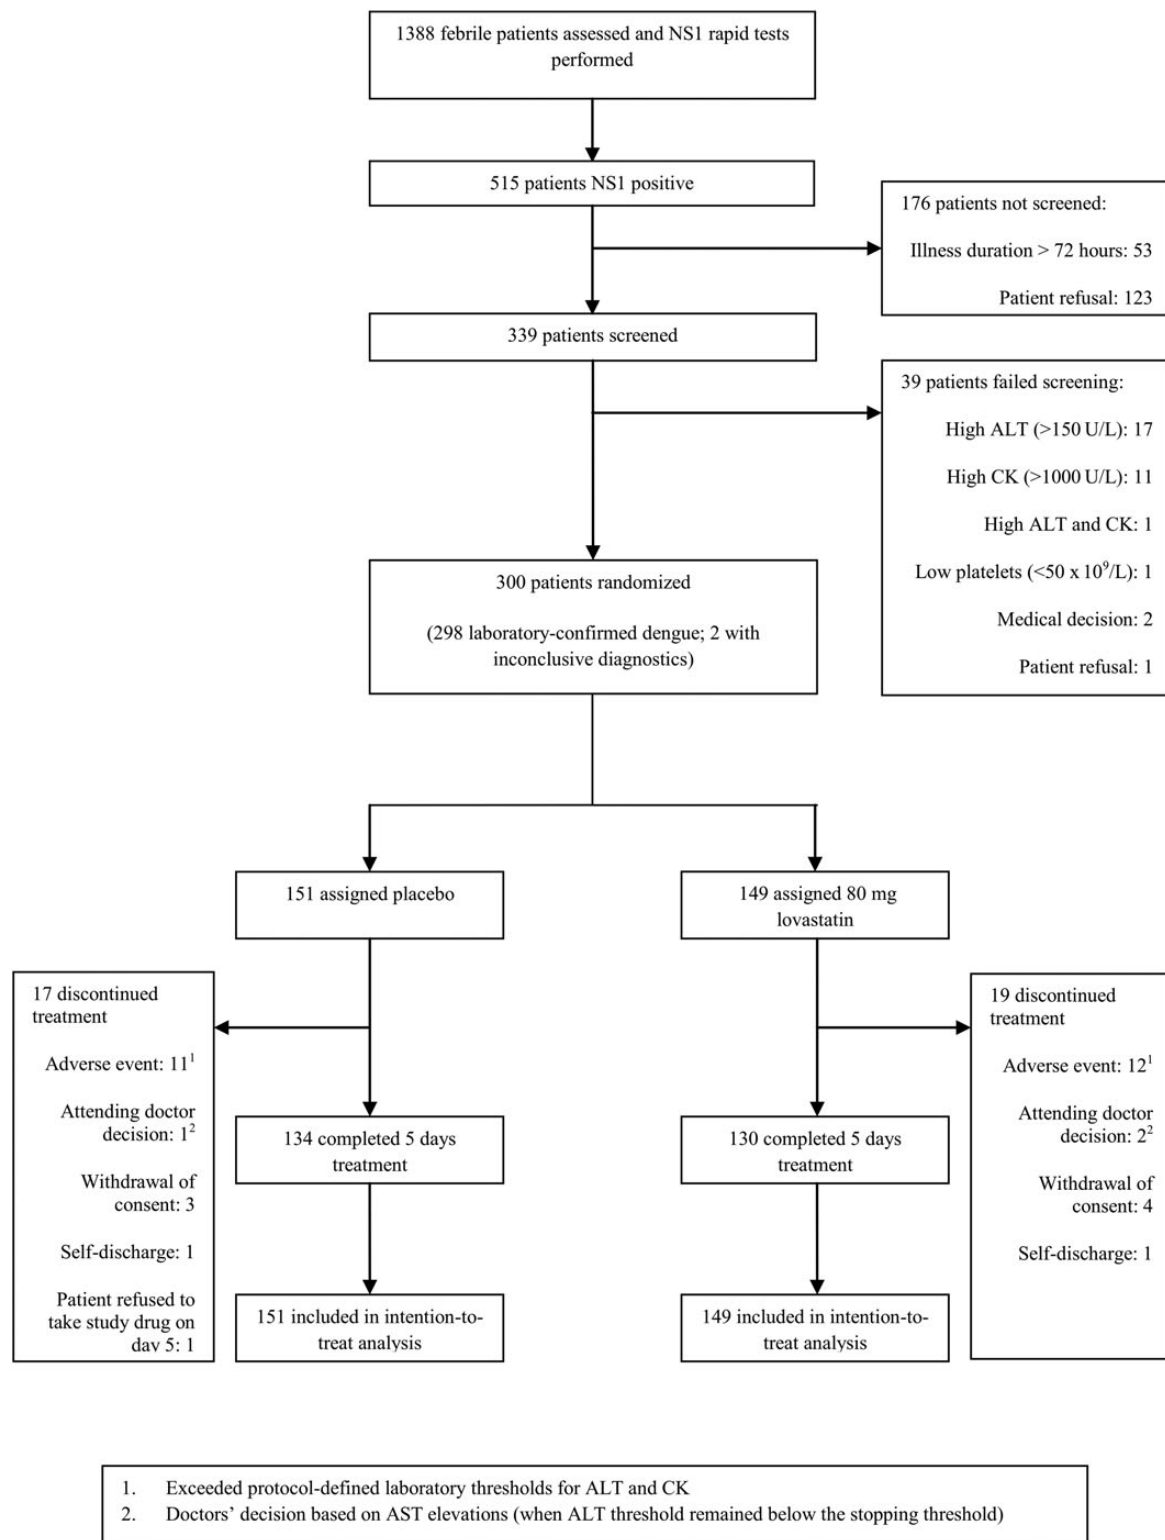 1388 febrile patients assessed and NS1 rapid tests
performed
515 patients NS1 positive
176 patients not screened:
Illness duration > 72 hours: 53
Patient refusal: 123
339 patients screened
39 patients failed screening:
High ALT (>150 U/L): 17
High CK (>1000 U/L): 11
High ALT and CK: 1
Low platelets (<50 x 10⁹/L): 1
Medical decision: 2
Patient refusal: 1
300 patients randomized
(298 laboratory-confirmed dengue; 2 with
inconclusive diagnostics)
151 assigned placebo
149 assigned 80 mg
lovastatin
17 discontinued
treatment
Adverse event: 11¹
Attending doctor
decision: 1²
Withdrawal of
consent: 3
Self-discharge: 1
Patient refused to
take study drug on
day 5: 1
19 discontinued
treatment
Adverse event: 12¹
Attending doctor
decision: 2²
Withdrawal of
consent: 4
Self-discharge: 1
134 completed 5 days
treatment
130 completed 5 days
treatment
151 included in intention-to-
treat analysis
149 included in intention-to-
treat analysis
1. Exceeded protocol-defined laboratory thresholds for ALT and CK
2. Doctors’ decision based on AST elevations (when ALT threshold remained below the stopping threshold)